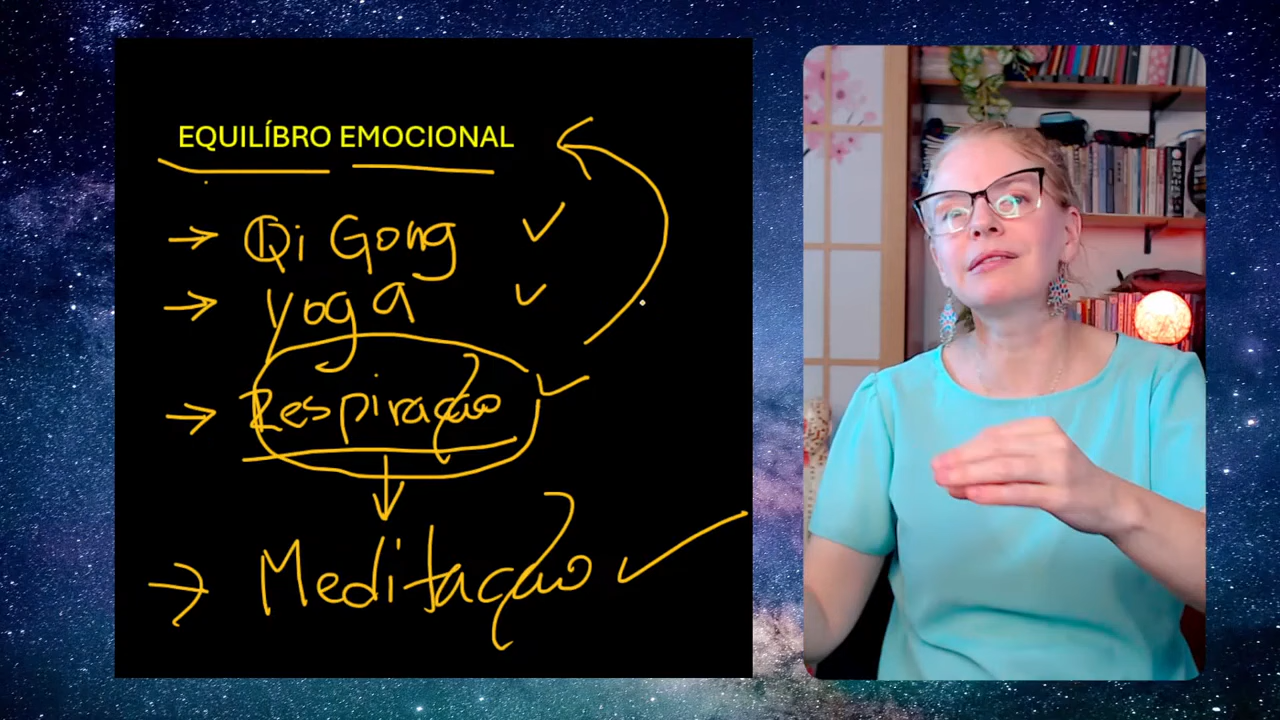 EQUILÍBRO EMOCIONAL
→ Qi Gong ✓
→ yoga ✓
→ Respiração ✓
→ Meditação ✓